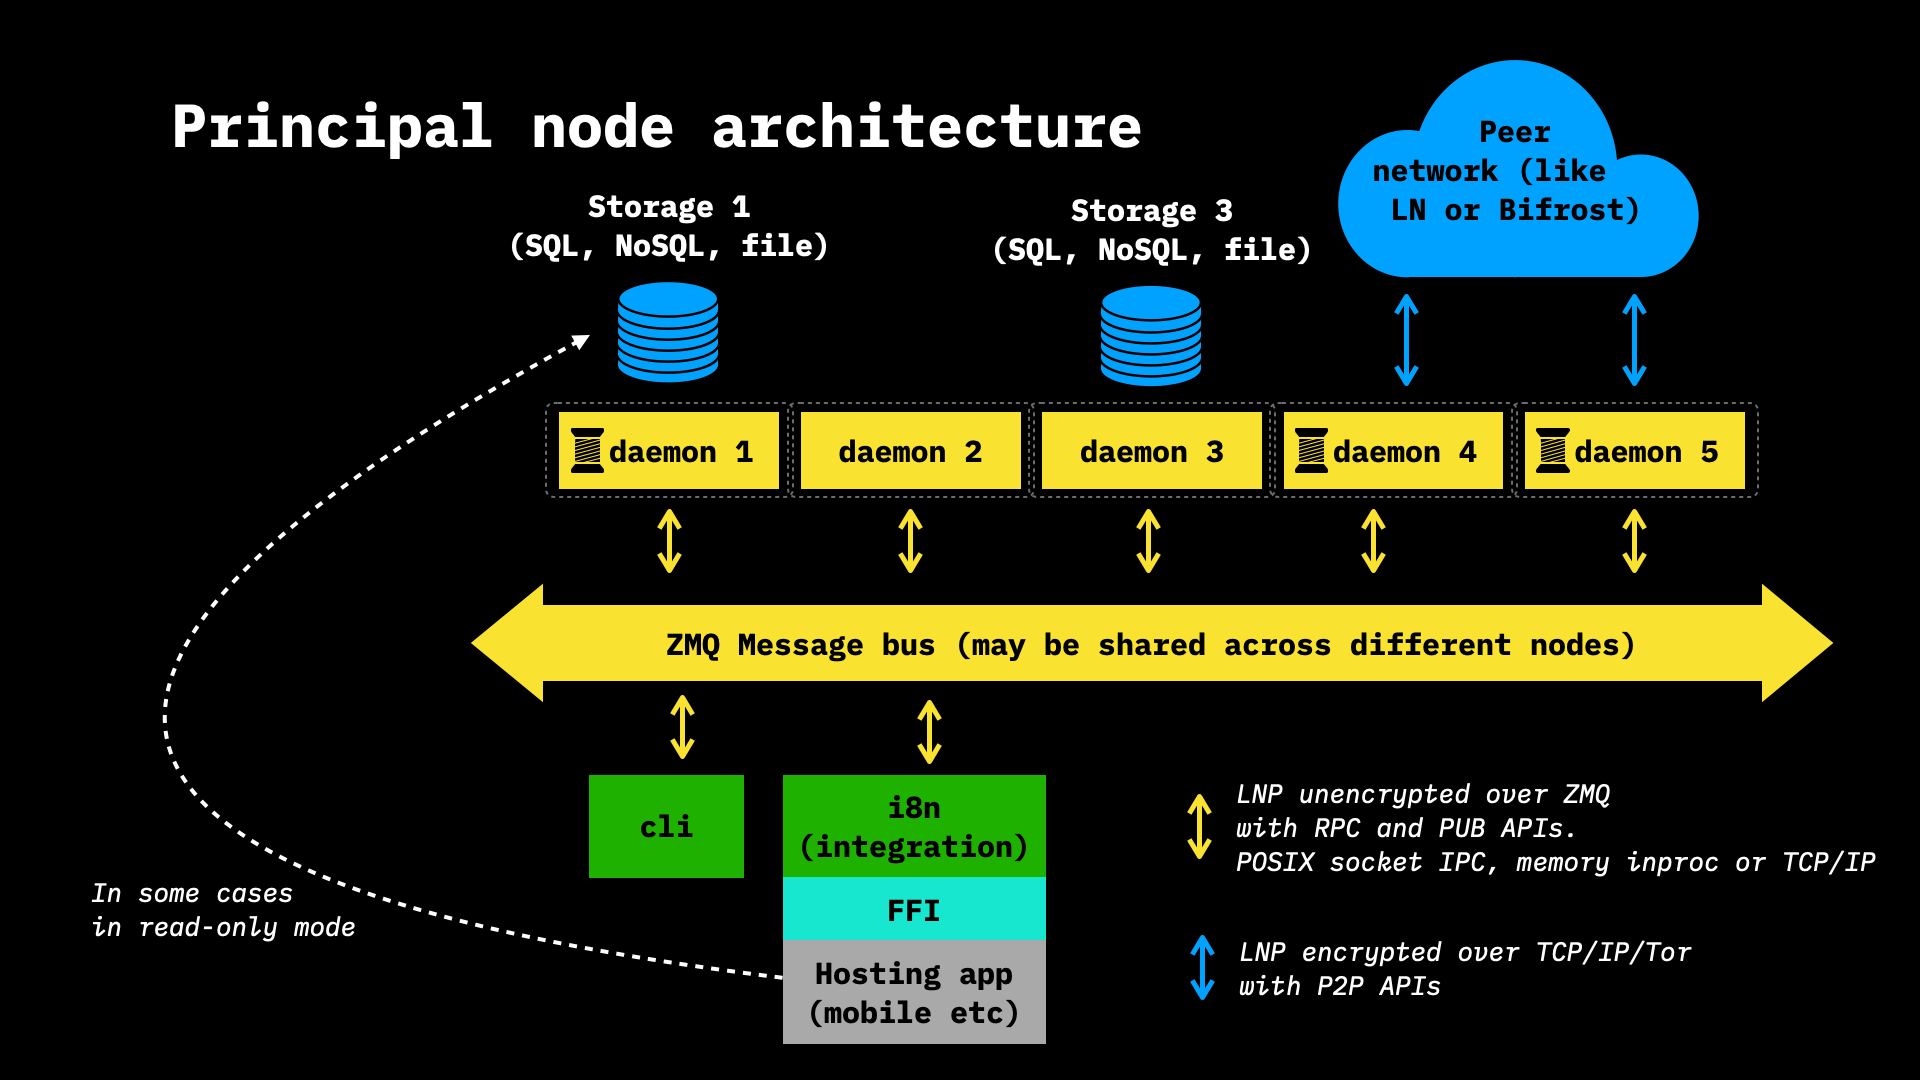 Principal node architecture
Peer
network (like
LN or Bifrost)
Storage 1
(SQL, NoSQL, file)
Storage 3
(SQL, NoSQL, file)
daemon 1
daemon 2
daemon 3
daemon 4
daemon 5
ZMQ Message bus (may be shared across different nodes)
cli
i8n
(integration)
FFI
Hosting app
(mobile etc)
In some cases
in read-only mode
LNP unencrypted over ZMQ
with RPC and PUB APIs.
POSIX socket IPC, memory inproc or TCP/IP
LNP encrypted over TCP/IP/Tor
with P2P APIs